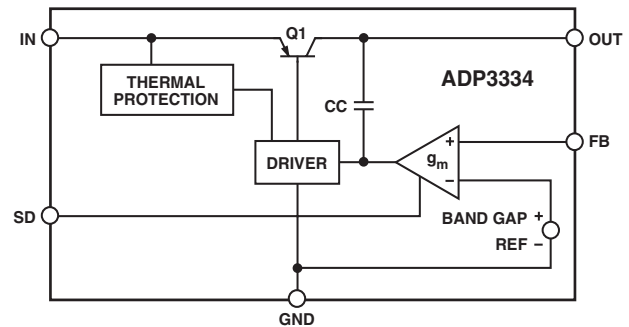 IN
Q1
OUT
THERMAL
PROTECTION
ADP3334
CC
+
FB
DRIVER
gm
−
SD
BAND GAP +
REF −
GND